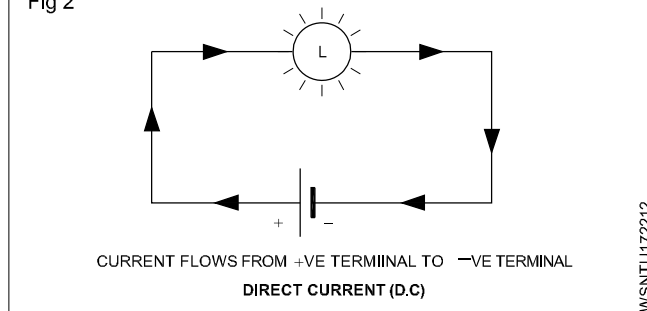 Fig 2
L
+ −
CURRENT FLOWS FROM +VE TERMIINAL TO −VE TERMINAL
DIRECT CURRENT (D.C)
WSNTU172212